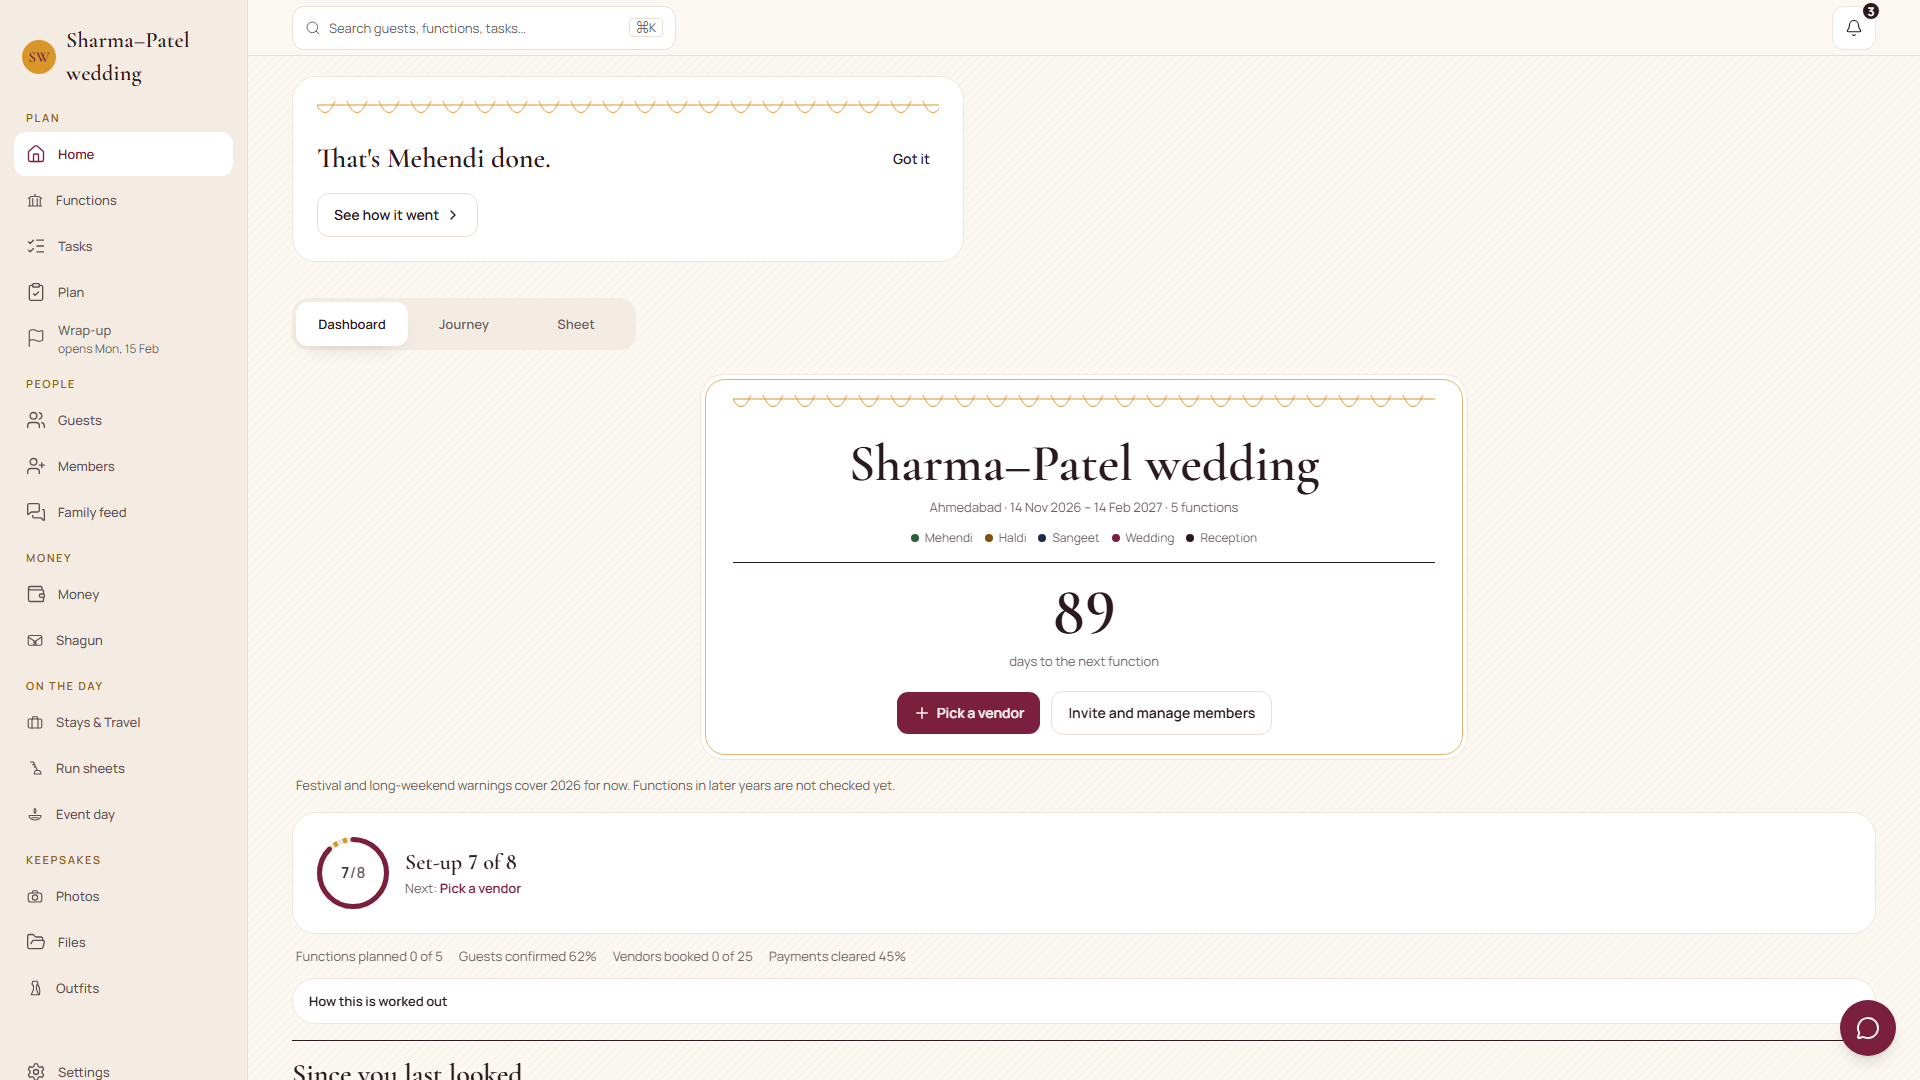 SW
Sharma–Patel
wedding
PLAN
Home
Functions
Tasks
Plan
Wrap-up
opens Mon, 15 Feb
PEOPLE
Guests
Members
Family feed
MONEY
Money
Shagun
ON THE DAY
Stays & Travel
Run sheets
Event day
KEEPSAKES
Photos
Files
Outfits
Settings
Search guests, functions, tasks...
⌘K
3
That's Mehendi done.
Got it
See how it went
Dashboard
Journey
Sheet
Sharma–Patel wedding
Ahmedabad · 14 Nov 2026 – 14 Feb 2027 · 5 functions
Mehendi Haldi Sangeet Wedding Reception
89
days to the next function
Pick a vendor
Invite and manage members
Festival and long-weekend warnings cover 2026 for now. Functions in later years are not checked yet.
7/8
Set-up 7 of 8
Next: Pick a vendor
Functions planned 0 of 5 Guests confirmed 62% Vendors booked 0 of 25 Payments cleared 45%
How this is worked out
Since you last looked